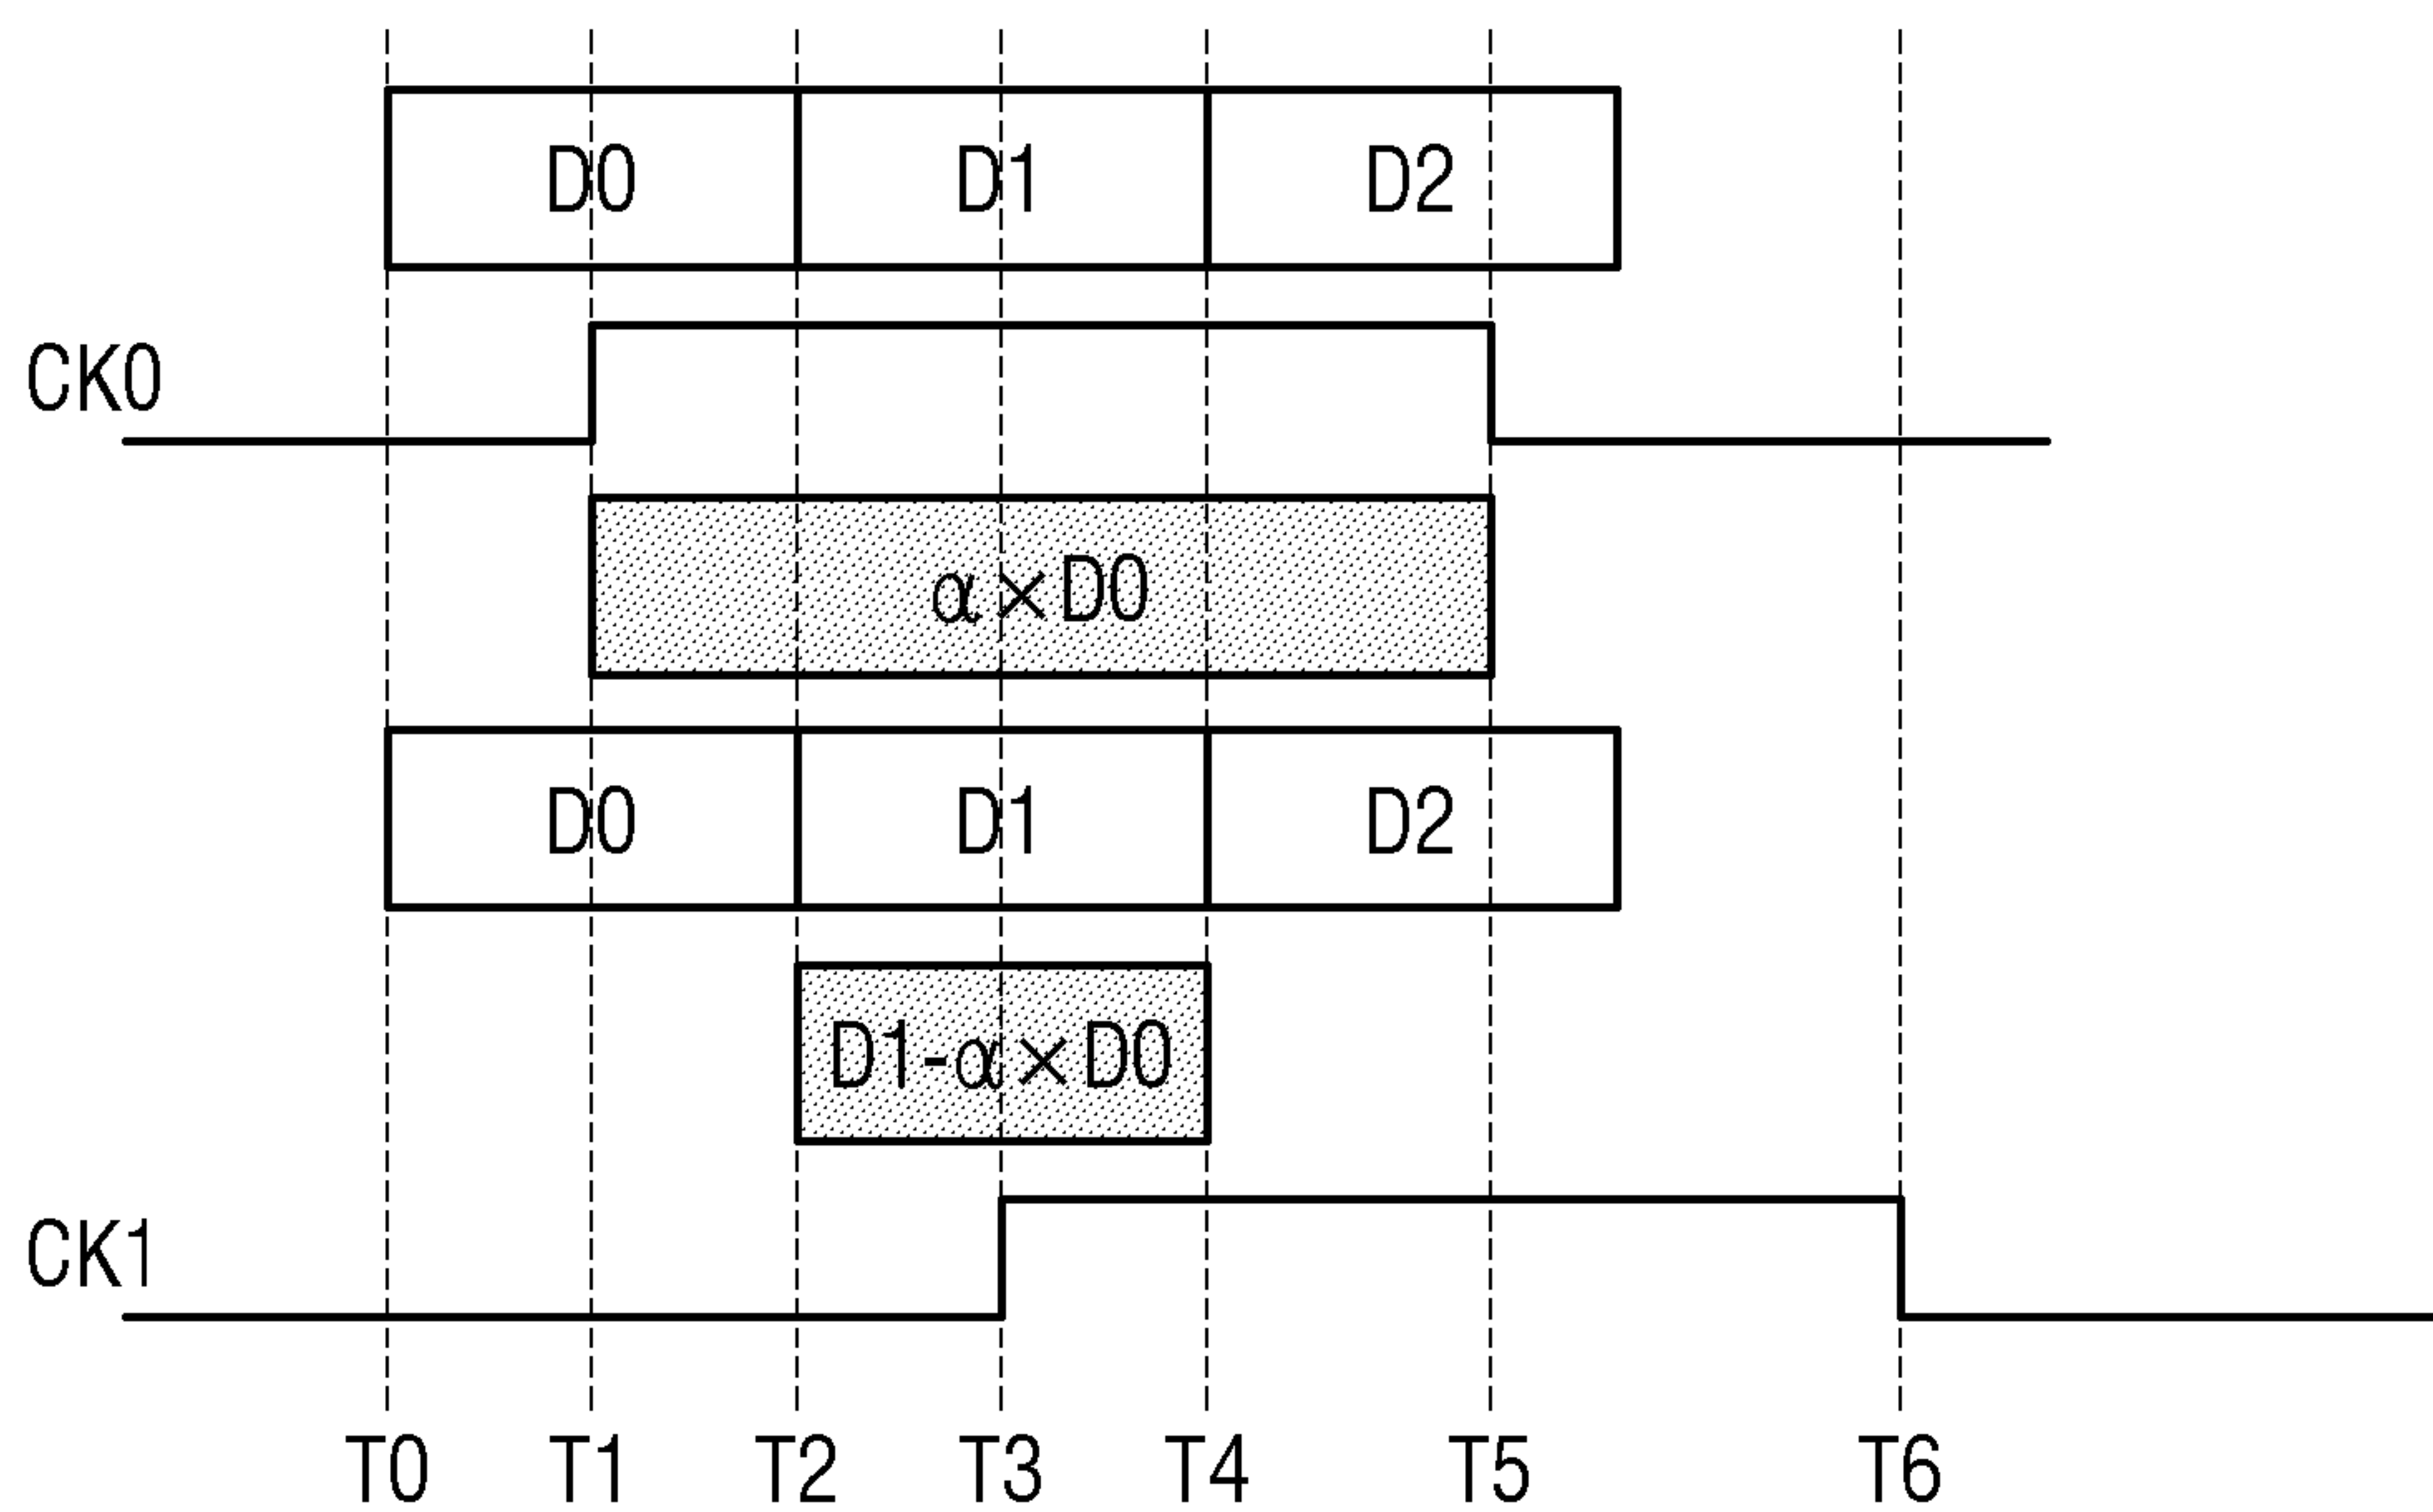 D0 D1 D2
CK0
α×D0
D0 D1 D2
D1-α×D0
CK1
T0 T1 T2 T3 T4 T5 T6